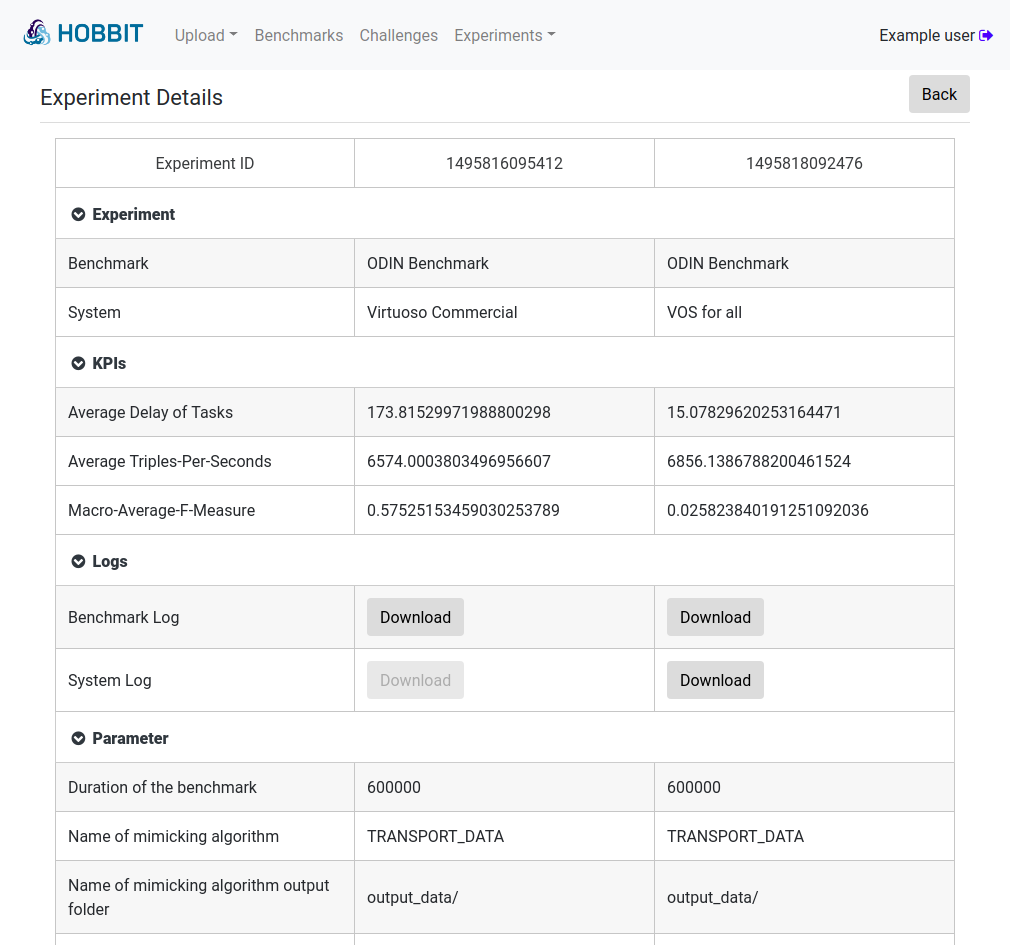 HOBBIT Upload Benchmarks Challenges Experiments Example user
Experiment Details Back
Experiment ID 1495816095412 1495818092476
Experiment
Benchmark ODIN Benchmark ODIN Benchmark
System Virtuoso Commercial VOS for all
KPIs
Average Delay of Tasks 173.81529971988800298 15.07829620253164471
Average Triples-Per-Seconds 6574.0003803496956607 6856.1386788200461524
Macro-Average-F-Measure 0.57525153459030253789 0.025823840191251092036
Logs
Benchmark Log Download Download
System Log Download Download
Parameter
Duration of the benchmark 600000 600000
Name of mimicking algorithm TRANSPORT_DATA TRANSPORT_DATA
Name of mimicking algorithm output
folder output_data/ output_data/